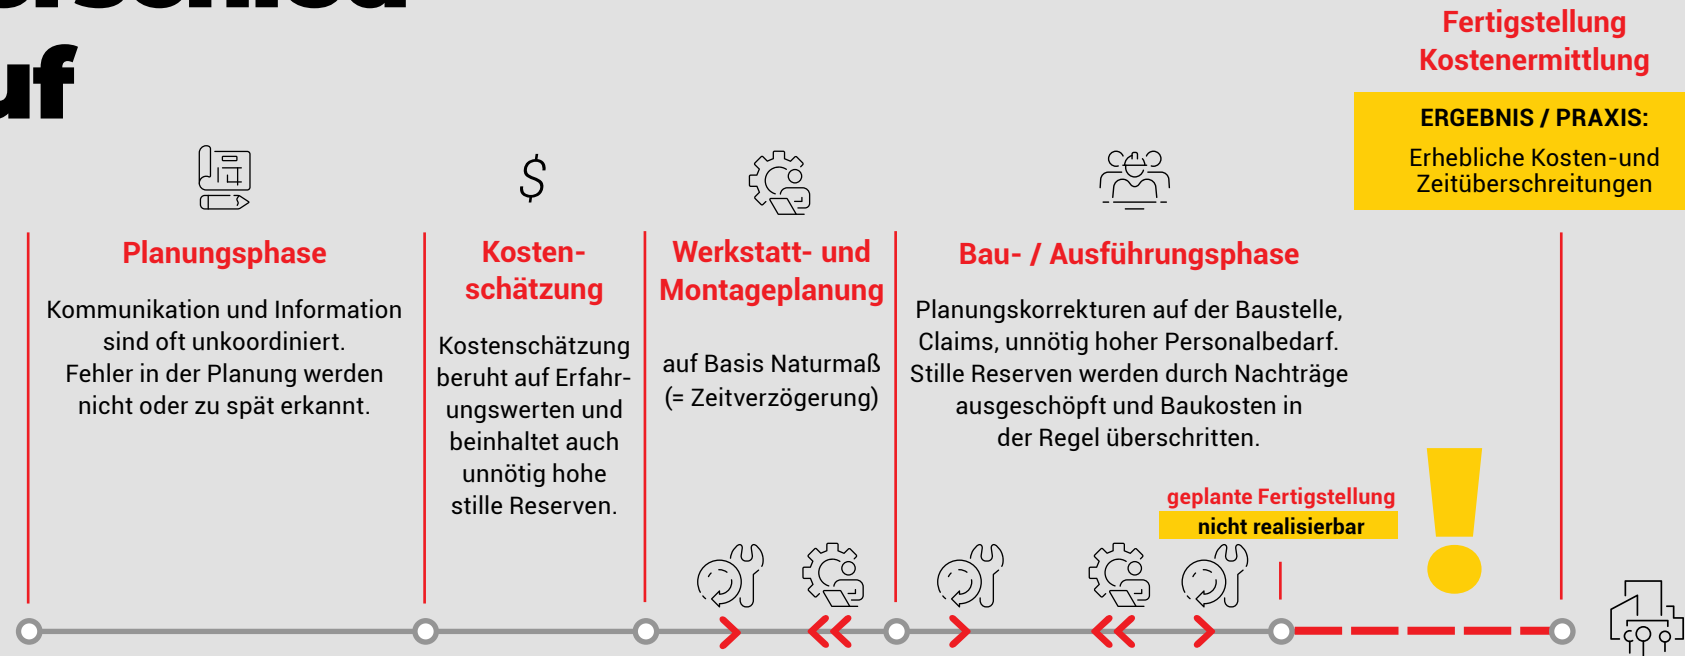 uf
Fertigstellung
Kostenermittlung
ERGEBNIS / PRAXIS:
Erhebliche Kosten-und
Zeitüberschreitungen
$
Planungsphase
Kommunikation und Information
sind oft unkoordiniert.
Fehler in der Planung werden
nicht oder zu spät erkannt.
Kosten-
schätzung
Kostenschätzung
beruht auf Erfahr-
ungswerten und
beinhaltet auch
unnötig hohe
stille Reserven.
Werkstatt- und
Montageplanung
auf Basis Naturmaß
(= Zeitverzögerung)
Bau- / Ausführungsphase
Planungskorrekturen auf der Baustelle,
Claims, unnötig hoher Personalbedarf.
Stille Reserven werden durch Nachträge
ausgeschöpft und Baukosten in
der Regel überschritten.
geplante Fertigstellung
nicht realisierbar
!